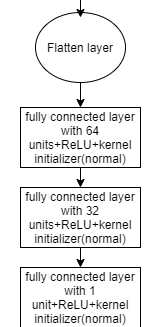 Flatten layer
fully connected layer
with 64
units+ReLU+kernel
initializer(normal)
fully connected layer
with 32
units+ReLU+kernel
initializer(normal)
fully connected layer
with 1
unit+ReLU+kernel
initializer(normal)